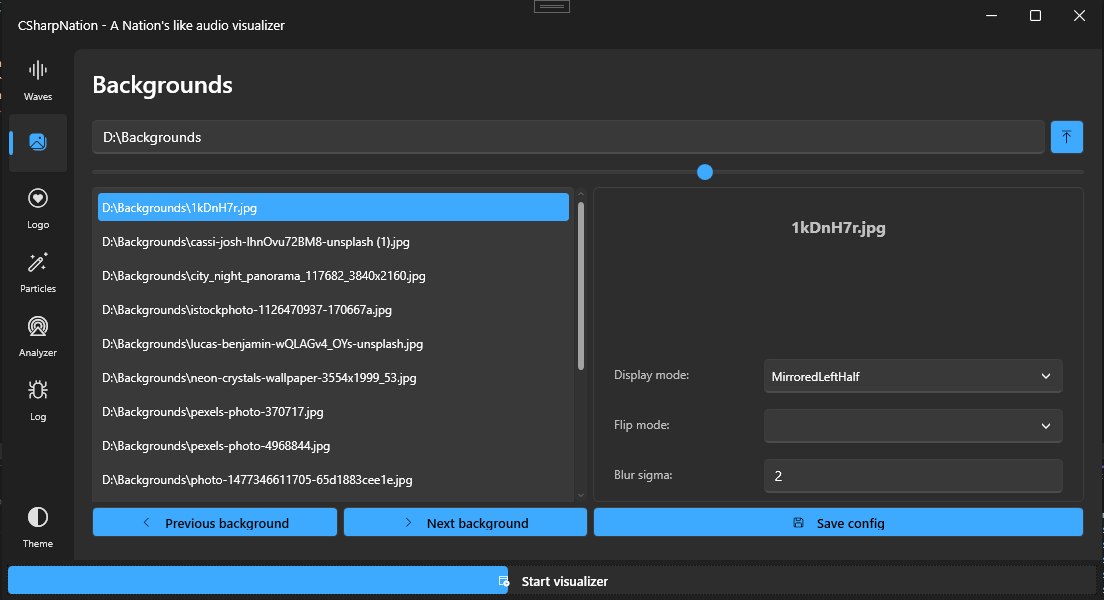 CSharpNation - A Nation's like audio visualizer
Waves
Logo
Particles
Analyzer
Log
Theme
Backgrounds
D:\Backgrounds
D:\Backgrounds\1kDnH7r.jpg
D:\Backgrounds\cassi-josh-lhnOvu72BM8-unsplash (1).jpg
D:\Backgrounds\city_night_panorama_117682_3840x2160.jpg
D:\Backgrounds\istockphoto-1126470937-170667a.jpg
D:\Backgrounds\lucas-benjamin-wQLAGv4_OYs-unsplash.jpg
D:\Backgrounds\neon-crystals-wallpaper-3554x1999_53.jpg
D:\Backgrounds\pexels-photo-370717.jpg
D:\Backgrounds\pexels-photo-4968844.jpg
D:\Backgrounds\photo-1477346611705-65d1883cee1e.jpg
1kDnH7r.jpg
Display mode:
MirroredLeftHalf
Flip mode:
Blur sigma:
2
Previous background
Next background
Save config
Start visualizer